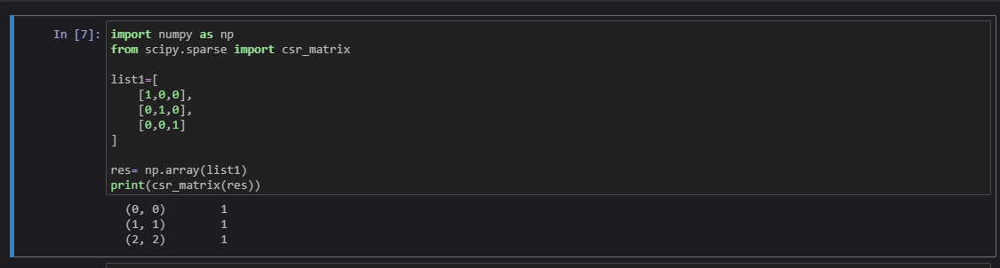 In [7]:
import numpy as np
from scipy.sparse import csr_matrix
list1=[
    [1,0,0],
    [0,1,0],
    [0,0,1]
]
res= np.array(list1)
print(csr_matrix(res))
  (0, 0)        1
  (1, 1)        1
  (2, 2)        1